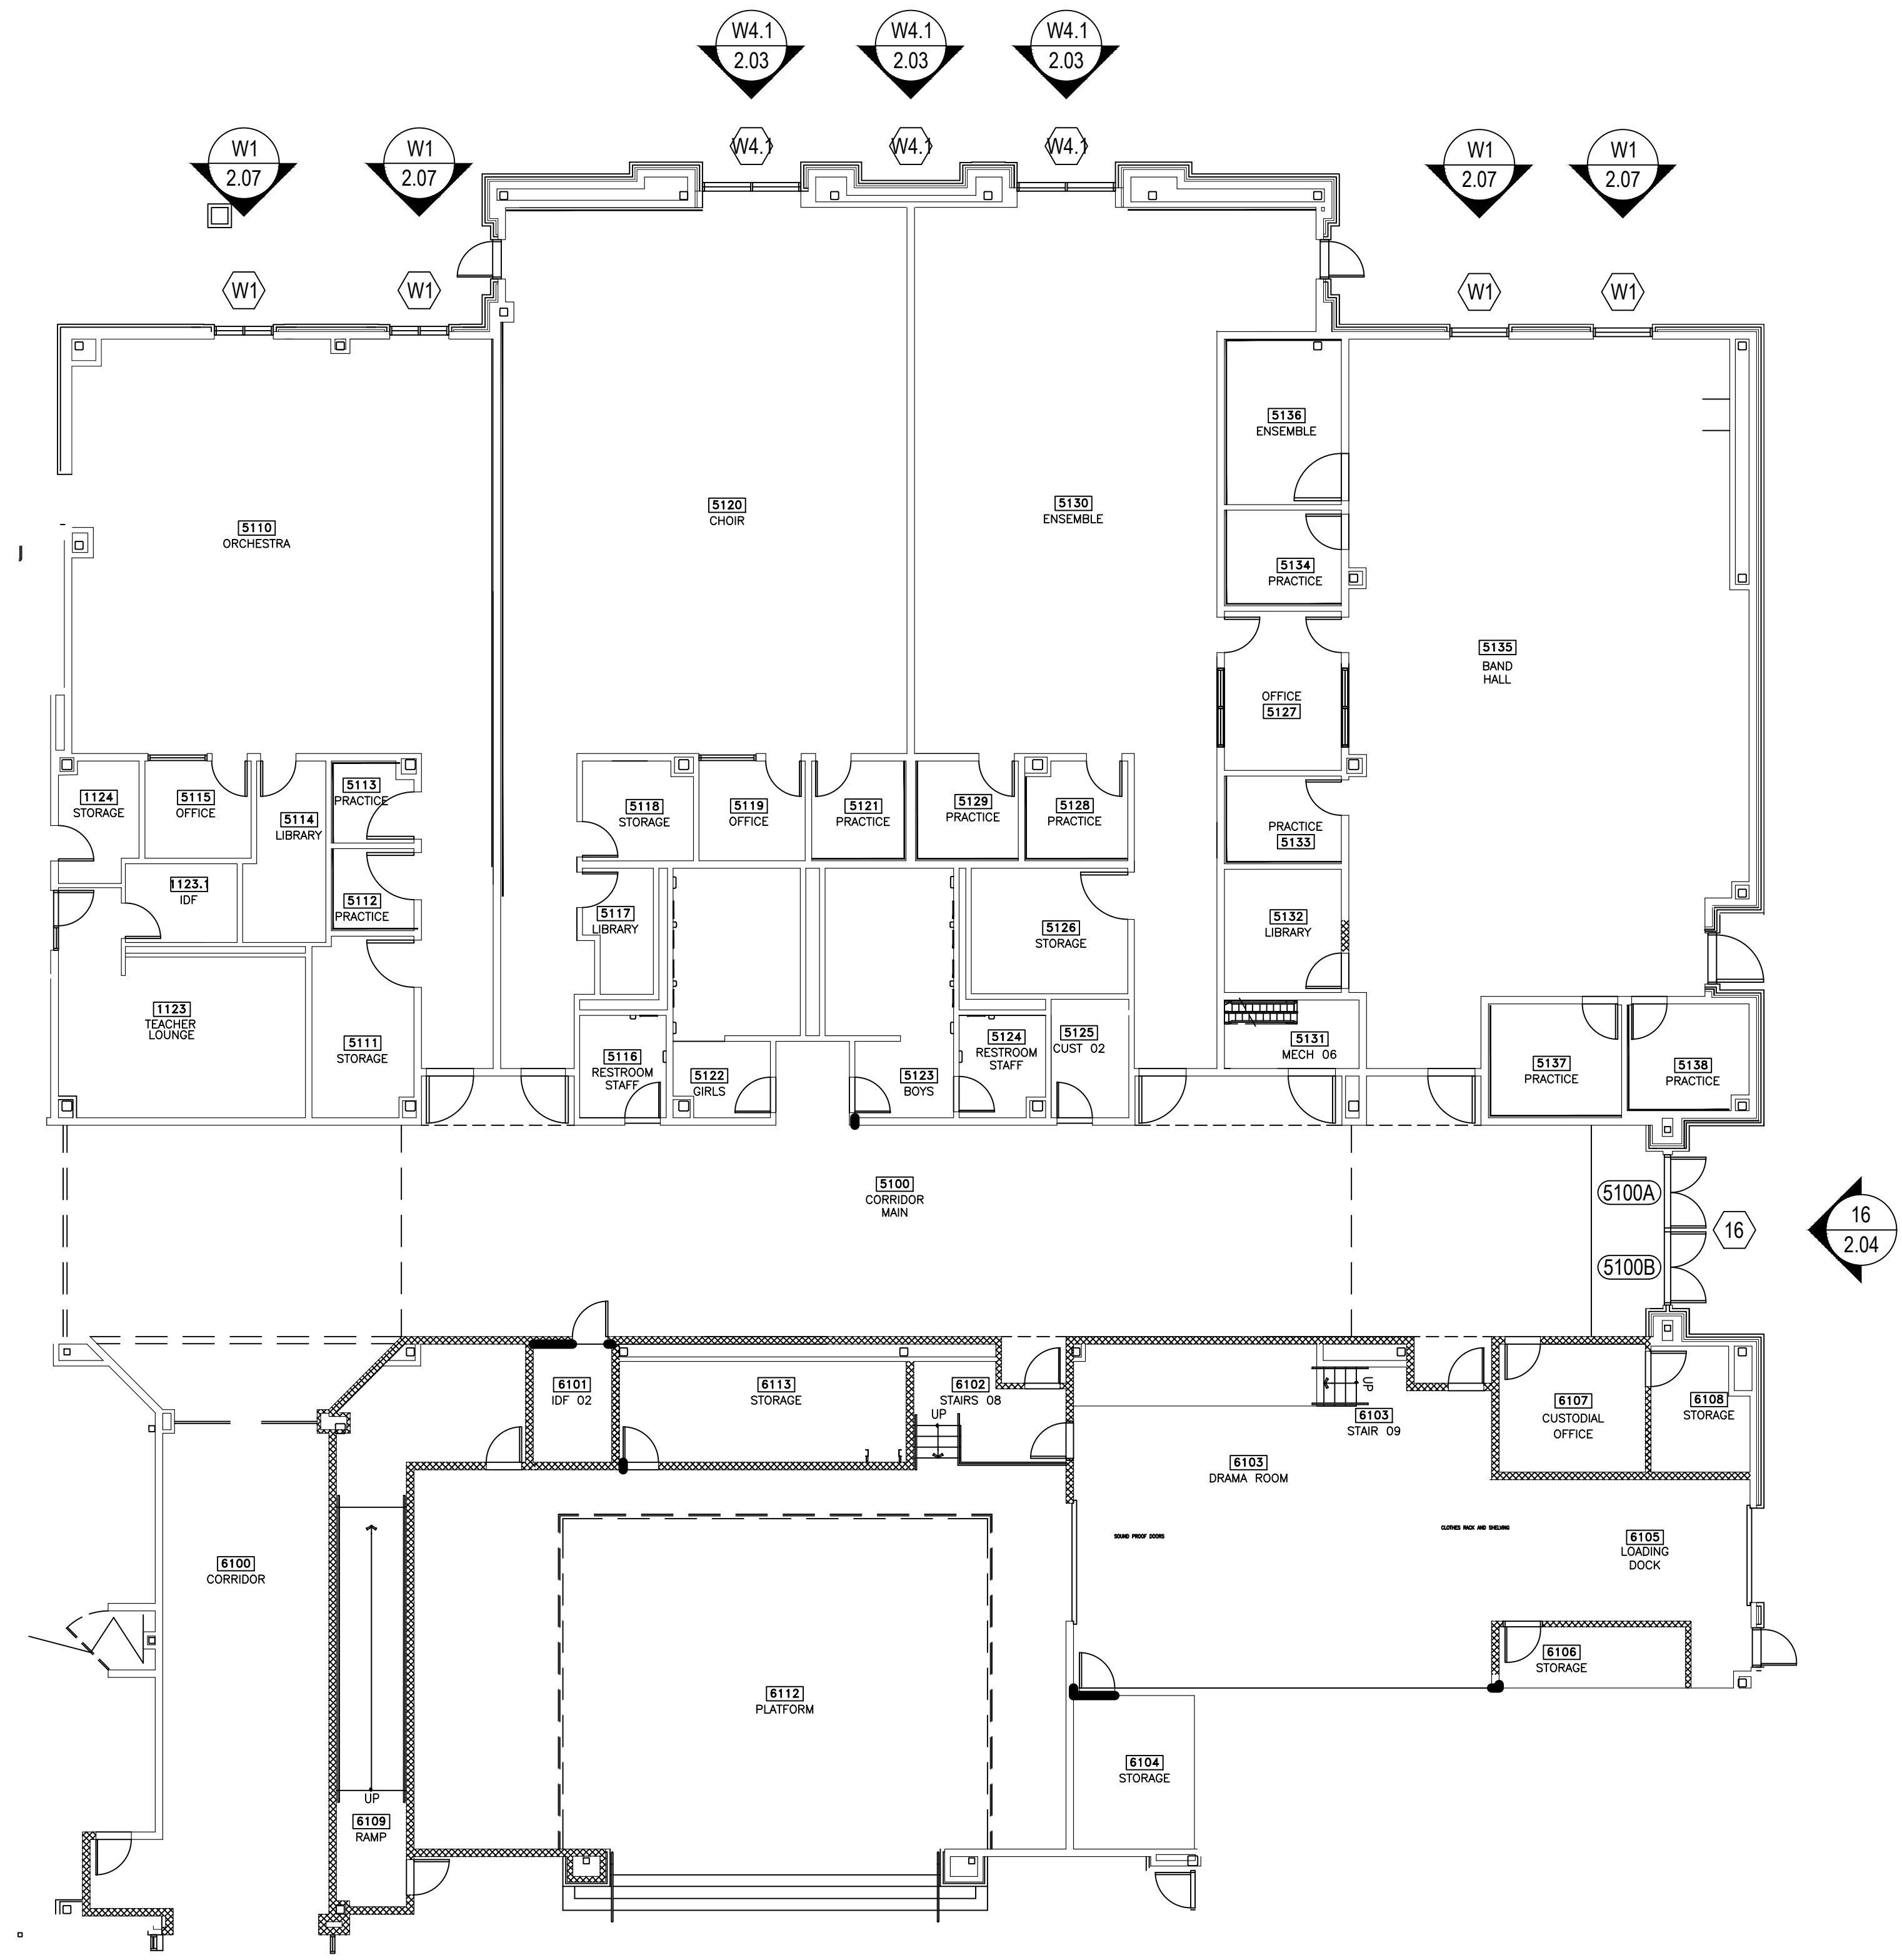 W4.1
2.03
W4.1
2.03
W4.1
2.03
W4.1
W4.1
W4.1
W1
2.07
W1
2.07
W1
2.07
W1
2.07
W1
W1
W1
W1
5136
ENSEMBLE
5120
CHOIR
5130
ENSEMBLE
5110
ORCHESTRA
J
5134
PRACTICE
5135
BAND
HALL
OFFICE
5127
1124
STORAGE
5115
OFFICE
5114
LIBRARY
5113
PRACTICE
5118
STORAGE
5119
OFFICE
5121
PRACTICE
5129
PRACTICE
5128
PRACTICE
PRACTICE
5133
1123.1
IDF
5112
PRACTICE
5117
LIBRARY
5126
STORAGE
5132
LIBRARY
1123
TEACHER
LOUNGE
5111
STORAGE
5116
RESTROOM
STAFF
5122
GIRLS
5123
BOYS
5124
RESTROOM
STAFF
5125
CUST 02
5131
MECH 06
5137
PRACTICE
5138
PRACTICE
5100
CORRIDOR
MAIN
5100A
5100B
16
16
2.04
6101
IDF 02
6113
STORAGE
6102
STAIRS 08
UP
UP
6103
STAIR 09
6107
CUSTODIAL
OFFICE
6108
STORAGE
6103
DRAMA ROOM
SOUND PROOF DOORS
CLOTHES RACK AND SHELVING
6105
LOADING
DOCK
6100
CORRIDOR
6106
STORAGE
6112
PLATFORM
6104
STORAGE
UP
6109
RAMP